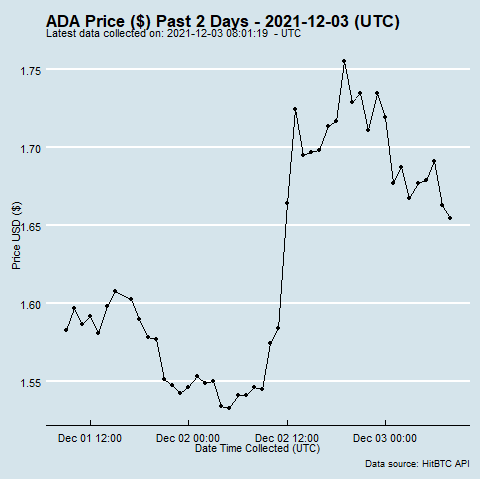 ADA Price ($) Past 2 Days - 2021-12-03 (UTC)
Latest data collected on: 2021-12-03 08:01:19 - UTC
Price USD ($)
1.75
1.70
1.65
1.60
1.55
Dec 01 12:00
Dec 02 00:00
Dec 02 12:00
Dec 03 00:00
Date Time Collected (UTC)
Data source: HitBTC API